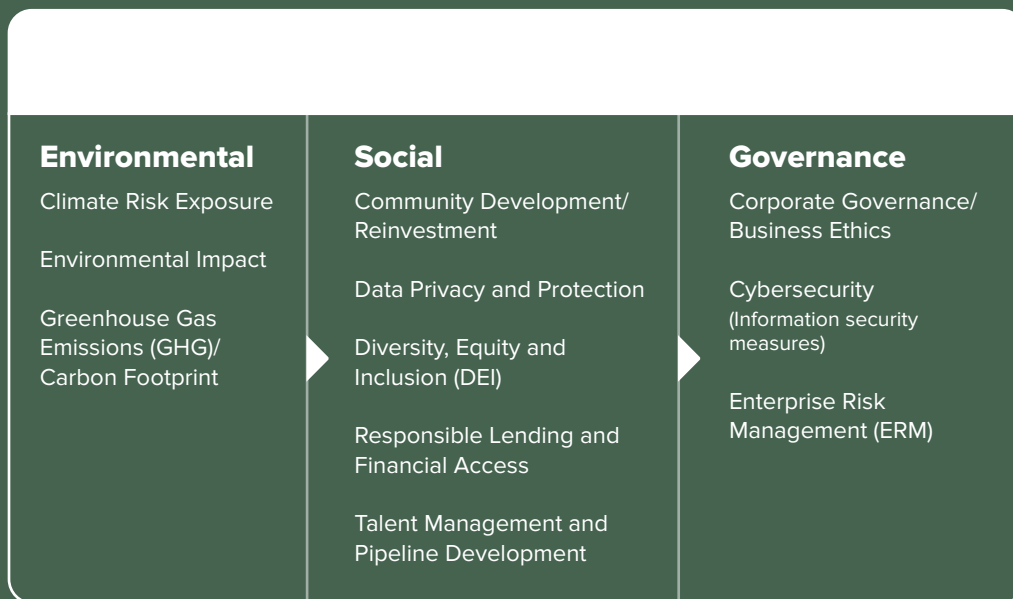 Environmental
Climate Risk Exposure
Environmental Impact
Greenhouse Gas
Emissions (GHG)/
Carbon Footprint
Social
Community Development/
Reinvestment
Data Privacy and Protection
Diversity, Equity and
Inclusion (DEI)
Responsible Lending and
Financial Access
Talent Management and
Pipeline Development
Governance
Corporate Governance/
Business Ethics
Cybersecurity
(Information security
measures)
Enterprise Risk
Management (ERM)